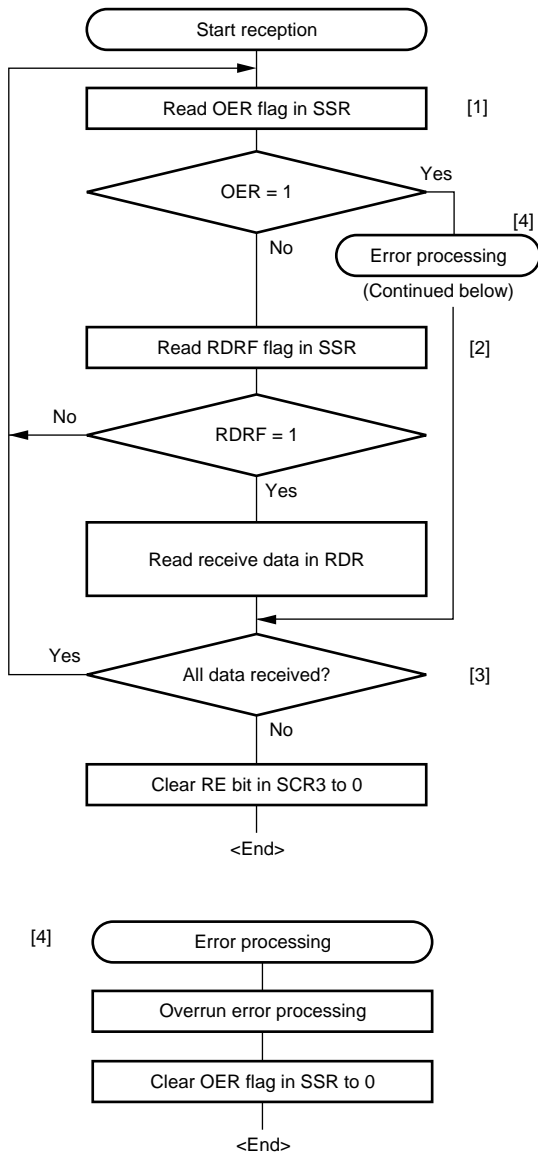 Start reception
Read OER flag in SSR
[1]
OER = 1
Yes
No
[4]
Error processing
(Continued below)
Read RDRF flag in SSR
[2]
No
RDRF = 1
Yes
Read receive data in RDR
Yes
All data received?
[3]
No
Clear RE bit in SCR3 to 0
<End>
[4]
Error processing
Overrun error processing
Clear OER flag in SSR to 0
<End>